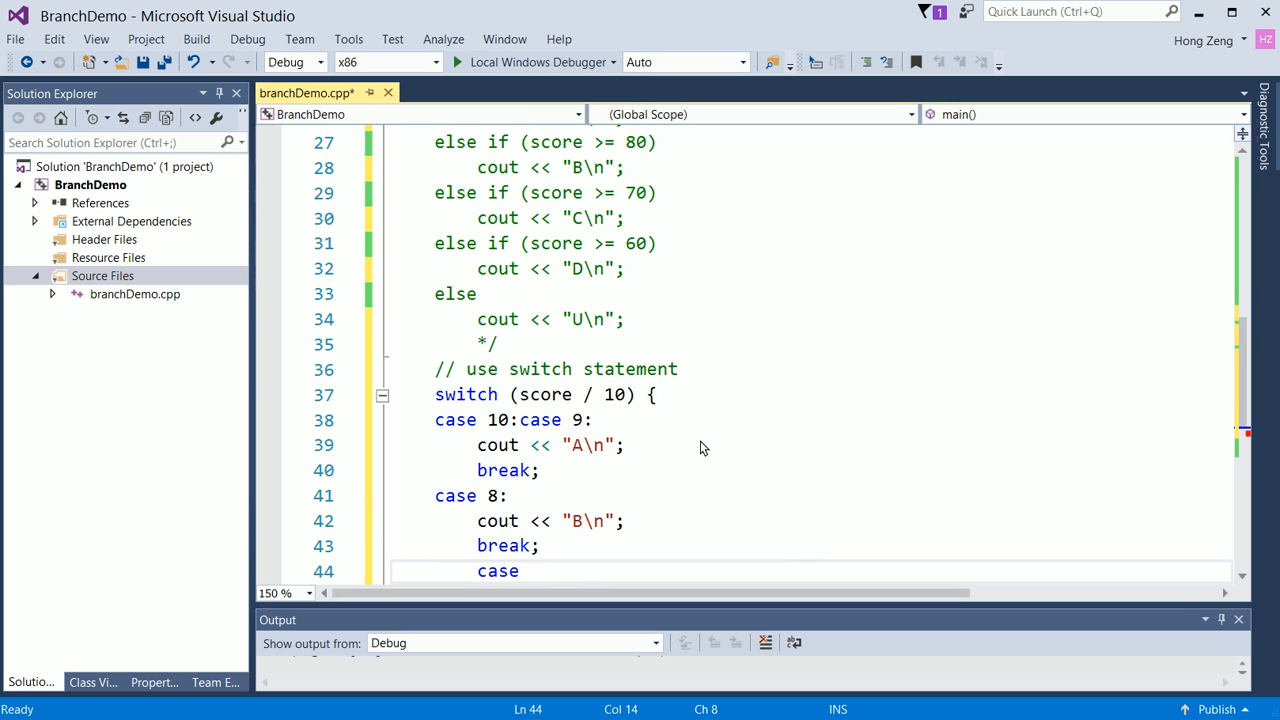 BranchDemo - Microsoft Visual Studio
1
Quick Launch (Ctrl+Q)
File Edit View Project Build Debug Team Tools Test Analyze Window Help
Hong Zeng HZ
Debug x86 Local Windows Debugger Auto
Solution Explorer
branchDemo.cpp*
BranchDemo (Global Scope) main()
Search Solution Explorer (Ctrl+;)
Solution 'BranchDemo' (1 project)
BranchDemo
References
External Dependencies
Header Files
Resource Files
Source Files
branchDemo.cpp
27 else if (score >= 80)
28 cout << "B\n";
29 else if (score >= 70)
30 cout << "C\n";
31 else if (score >= 60)
32 cout << "D\n";
33 else
34 cout << "U\n";
35 */
36 // use switch statement
37 switch (score / 10) {
38 case 10:case 9:
39 cout << "A\n";
40 break;
41 case 8:
42 cout << "B\n";
43 break;
44 case
150 %
Output
Show output from: Debug
Solutio... Class Vi... Propert... Team E...
Diagnostic Tools
Ready Ln 44 Col 14 Ch 8 INS Publish